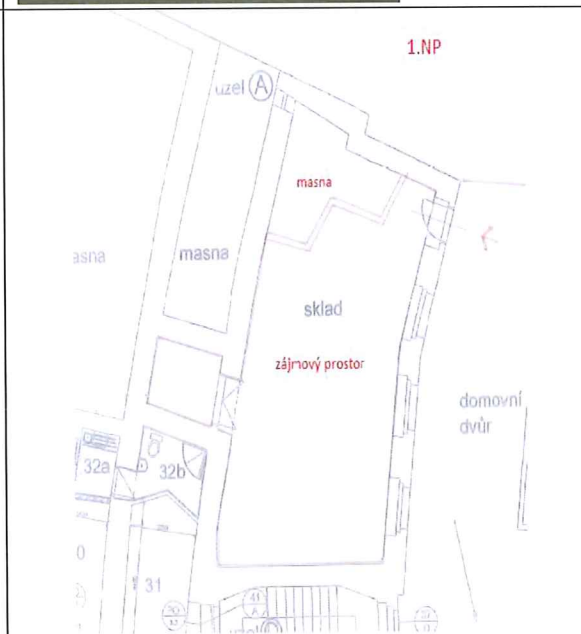 1.NP
uzel A
masna
asna
masna
sklad
zájmový prostor
domovní
dvůr
32a
32b
0
31